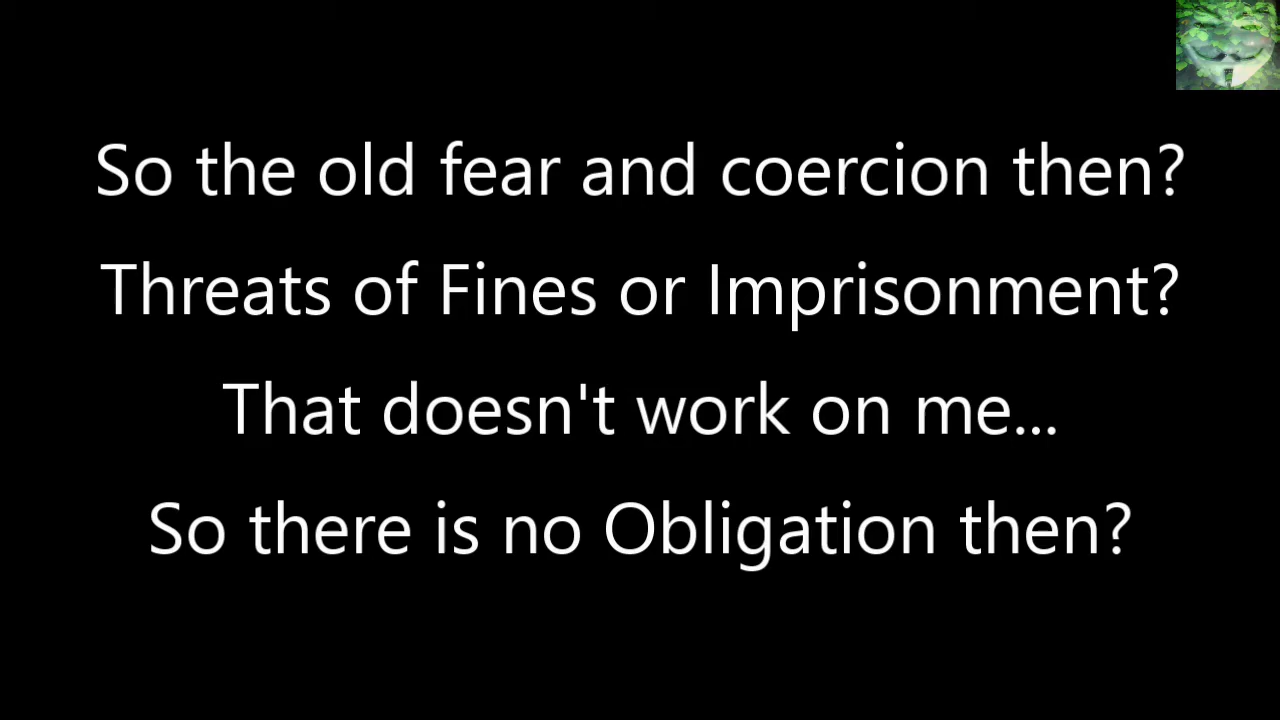 So the old fear and coercion then?
Threats of Fines or Imprisonment?
That doesn't work on me...
So there is no Obligation then?